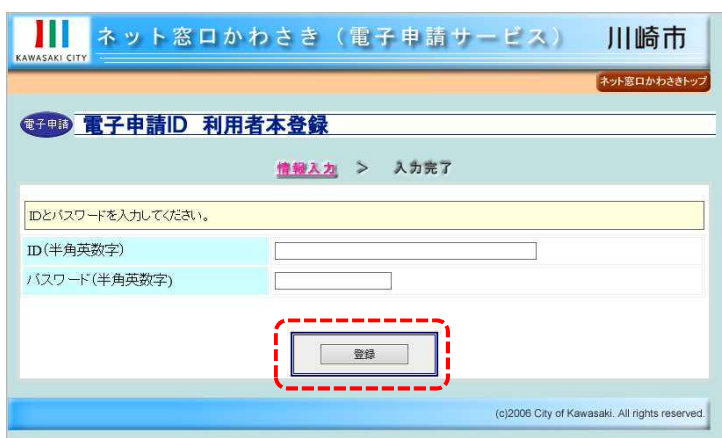 KAWASAKI CITY
ネット窓口かわさき（電子申請サービス） 川崎市
ネット窓口かわさきトップ
電子申請 電子申請ID 利用者本登録
情報入力 ＞ 入力完了
IDとパスワードを入力してください。
ID(半角英数字)
パスワード(半角英数字)
登録
(c)2006 City of Kawasaki. All rights reserved.